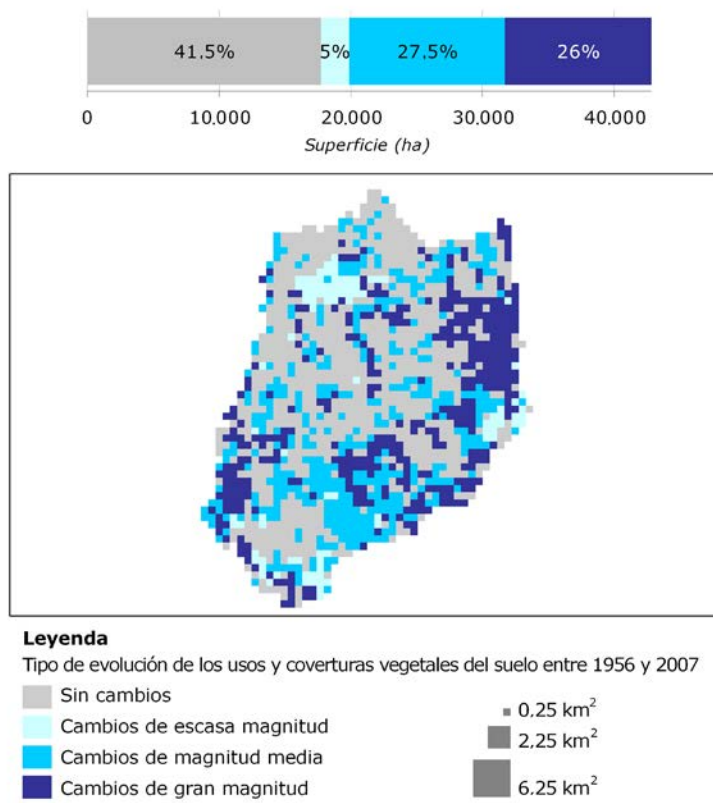 41.5% 5% 27.5% 26%
0 10.000 20.000 30.000 40.000
Superficie (ha)
Leyenda
Tipo de evolución de los usos y coverturas vegetales del suelo entre 1956 y 2007
Sin cambios
Cambios de escasa magnitud
Cambios de magnitud media
Cambios de gran magnitud
0,25 km²
2,25 km²
6,25 km²